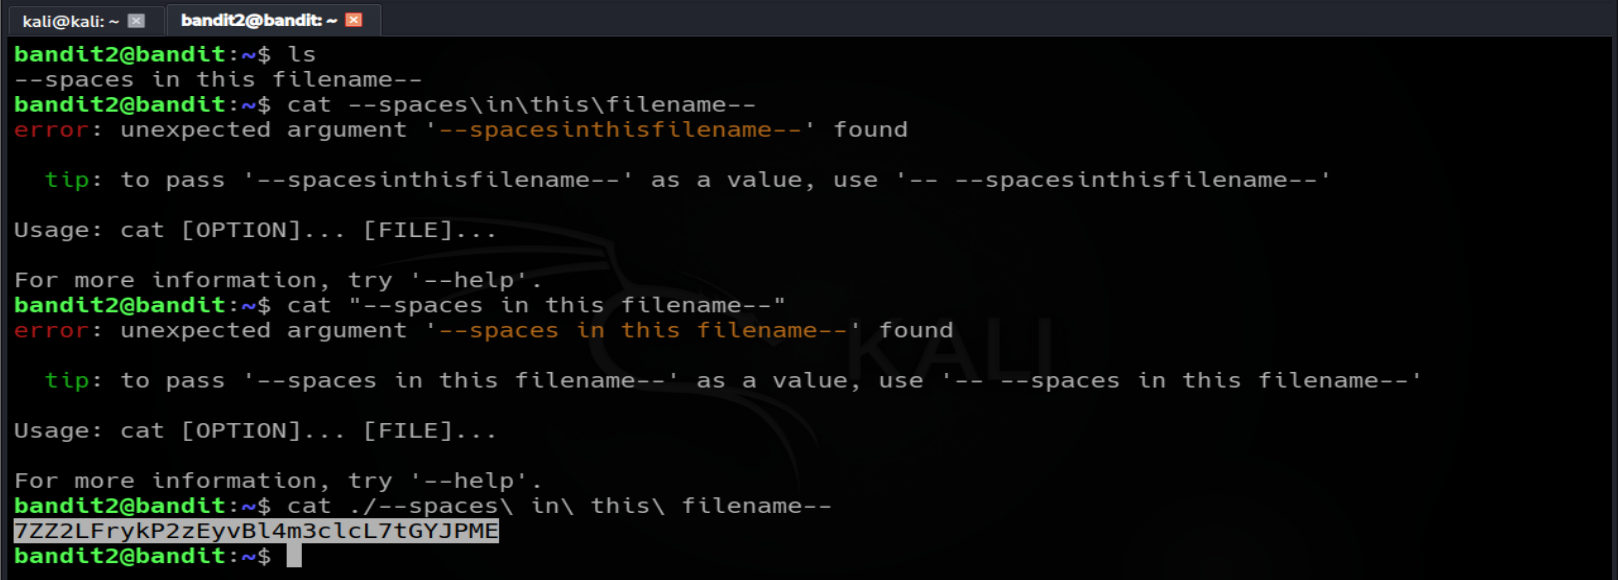 kali@kali: ~
bandit2@bandit: ~
bandit2@bandit:~$ ls
--spaces in this filename--
bandit2@bandit:~$ cat --spaces\in\this\filename--
error: unexpected argument '--spacesinthisfilename--' found
tip: to pass '--spacesinthisfilename--' as a value, use '-- --spacesinthisfilename--'
Usage: cat [OPTION]... [FILE]...
For more information, try '--help'.
bandit2@bandit:~$ cat "--spaces in this filename--"
error: unexpected argument '--spaces in this filename--' found
tip: to pass '--spaces in this filename--' as a value, use '-- --spaces in this filename--'
Usage: cat [OPTION]... [FILE]...
For more information, try '--help'.
bandit2@bandit:~$ cat ./--spaces\ in\ this\ filename--
7ZZ2LFrykP2zEyvBl4m3clcL7tGYJPME
bandit2@bandit:~$
KALI